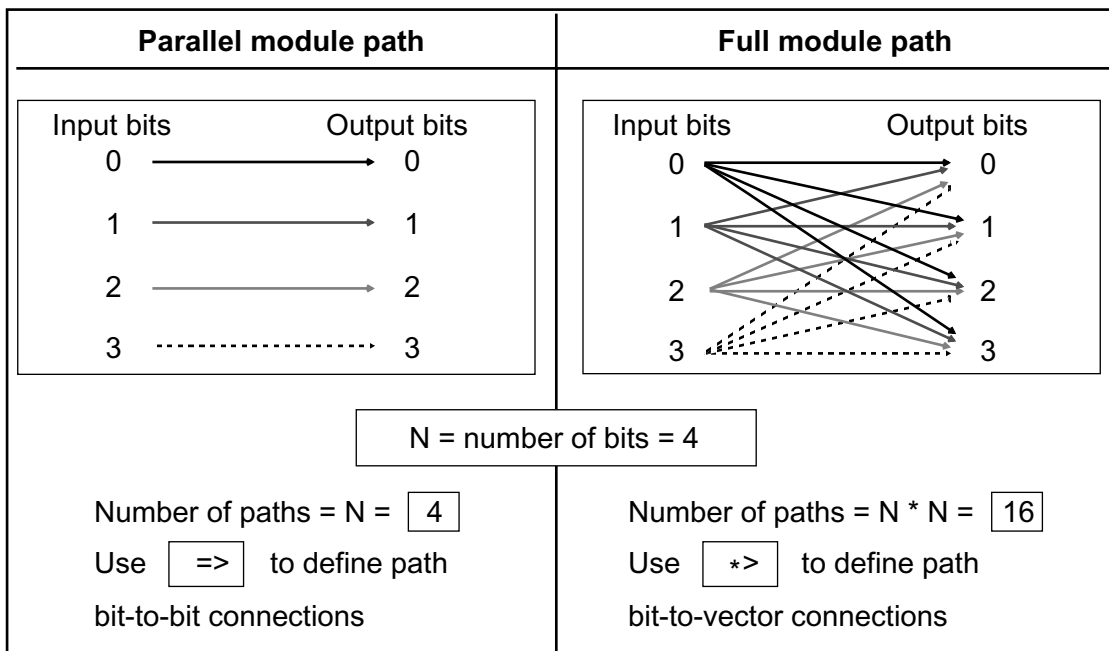 Parallel module path
Full module path
Input bits Output bits
0 0
1 1
2 2
3 3
Input bits Output bits
0 0
1 1
2 2
3 3
N = number of bits = 4
Number of paths = N = 4
Use => to define path
bit-to-bit connections
Number of paths = N * N = 16
Use *> to define path
bit-to-vector connections